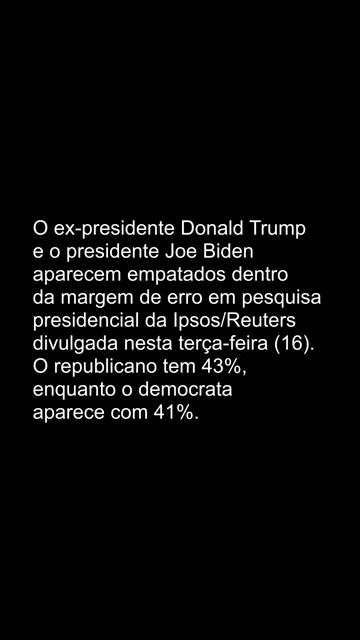 O ex-presidente Donald Trump
e o presidente Joe Biden
aparecem empatados dentro
da margem de erro em pesquisa
presidencial da Ipsos/Reuters
divulgada nesta terça-feira (16).
O republicano tem 43%,
enquanto o democrata
aparece com 41%.